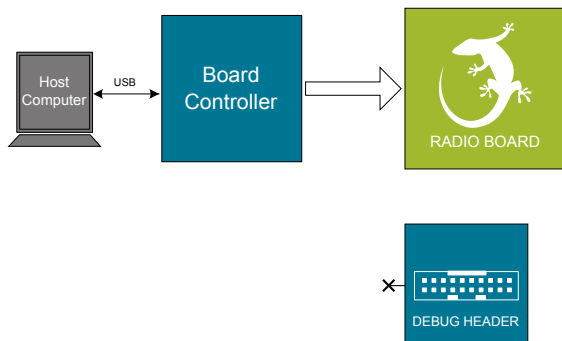 Host
Computer
USB
Board
Controller
RADIO BOARD
DEBUG HEADER